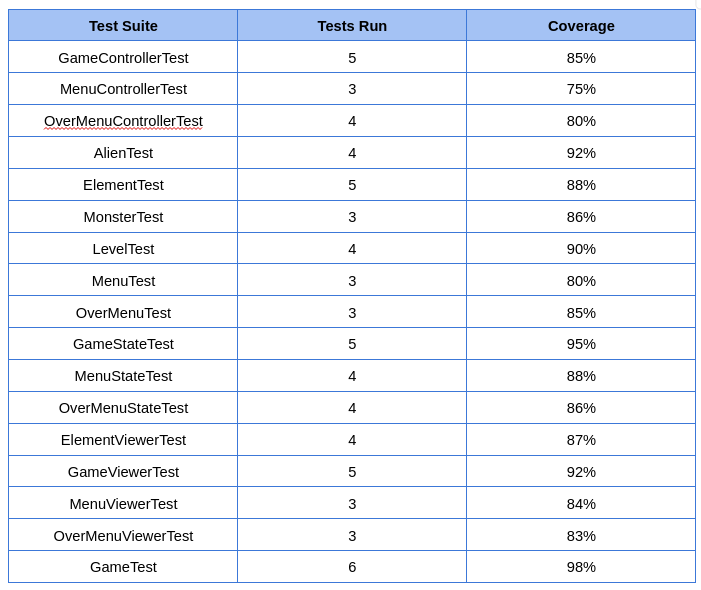 Test Suite Tests Run Coverage
GameControllerTest 5 85%
MenuControllerTest 3 75%
OverMenuControllerTest 4 80%
AlienTest 4 92%
ElementTest 5 88%
MonsterTest 3 86%
LevelTest 4 90%
MenuTest 3 80%
OverMenuTest 3 85%
GameStateTest 5 95%
MenuStateTest 4 88%
OverMenuStateTest 4 86%
ElementViewerTest 4 87%
GameViewerTest 5 92%
MenuViewerTest 3 84%
OverMenuViewerTest 3 83%
GameTest 6 98%